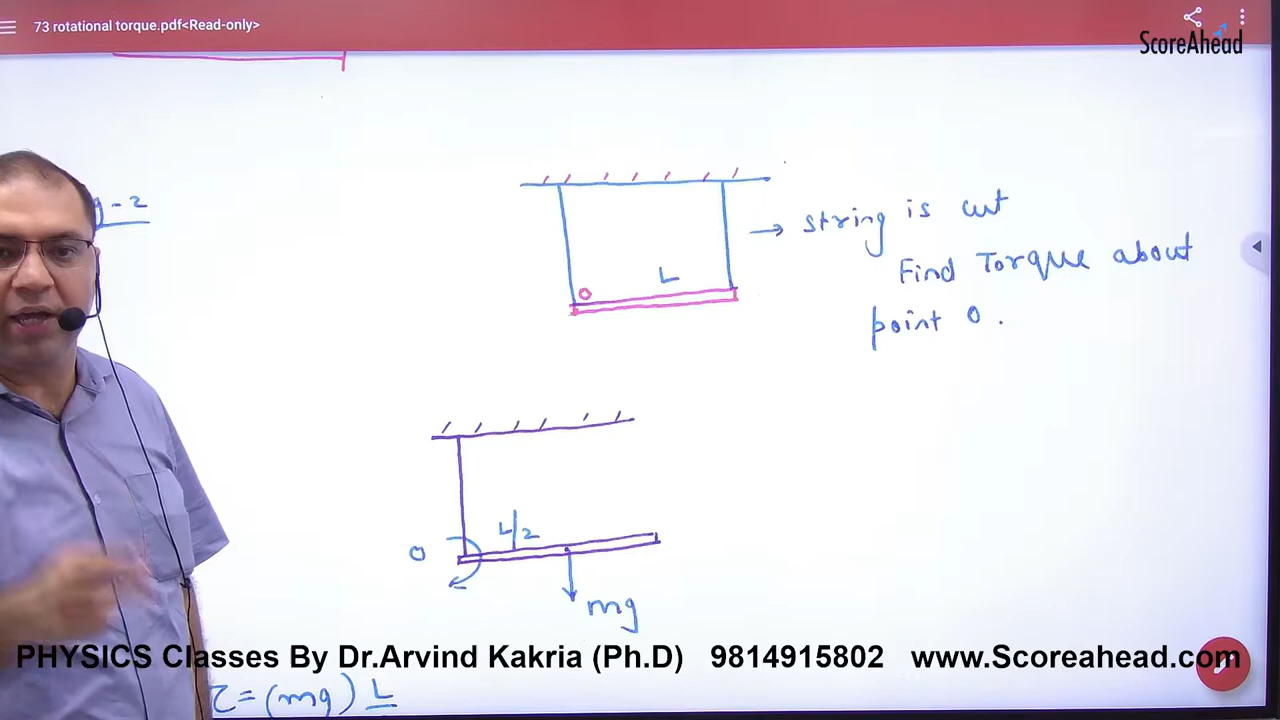 73 rotational torque.pdf<Read-only>
ScoreAhead
g-2
O
L
→ string is cut
Find Torque about
point O.
O
L/2
mg
PHYSICS Classes By Dr.Arvind Kakria (Ph.D) 9814915802 www.Scoreahead.com
τ = (mg) L